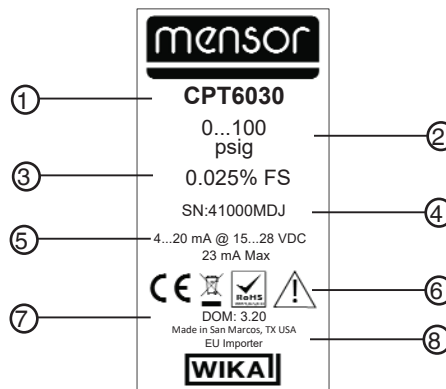 mensor
① CPT6030
0...100 ②
psig
③ 0.025% FS
SN:41000MDJ ④
⑤ 4...20 mA @ 15...28 VDC
23 mA Max
CE RoHS ⑥
⑦ DOM: 3.20
Made in San Marcos, TX USA
EU Importer ⑧
WIKA